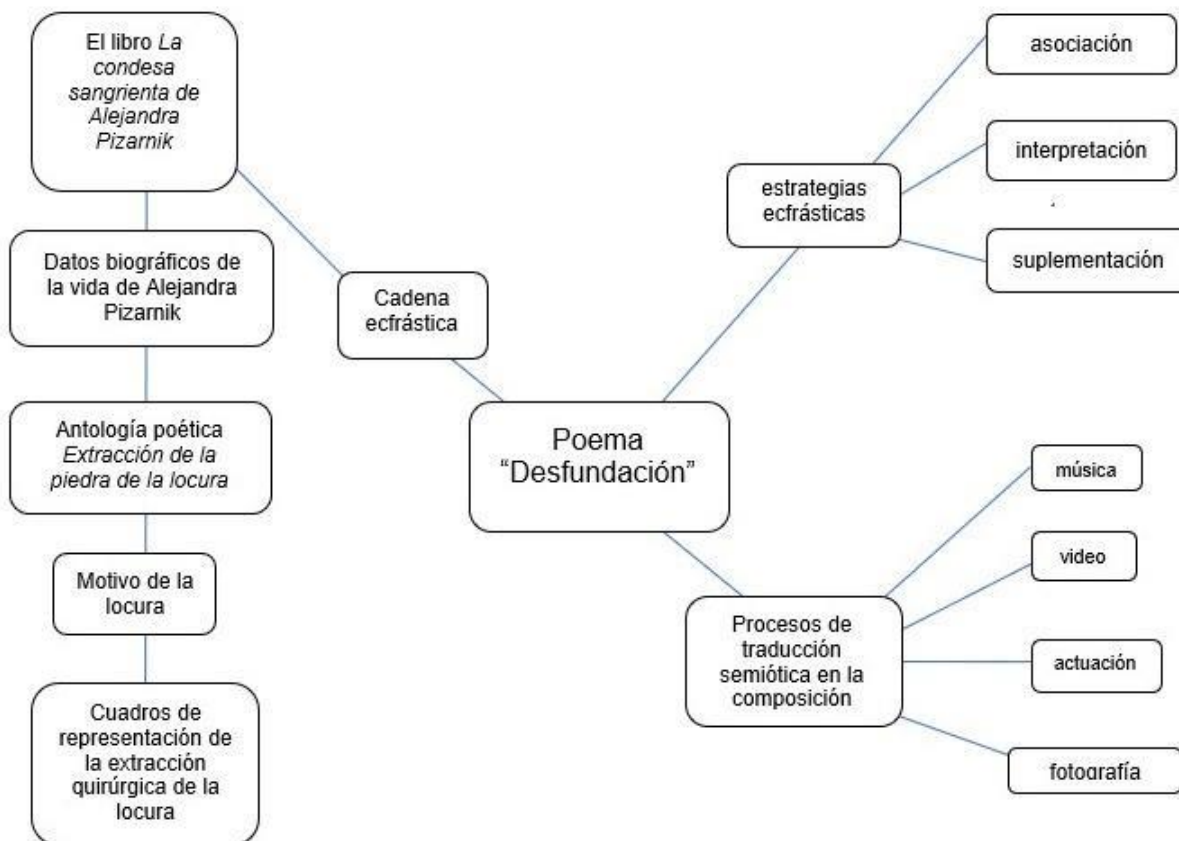 El libro La
condesa
sangrienta de
Alejandra
Pizarnik
Datos biográficos de
la vida de Alejandra
Pizarnik
Antología poética
Extracción de la
piedra de la locura
Motivo de la
locura
Cuadros de
representación de
la extracción
quirúrgica de la
locura
Cadena
ecfrástica
Poema
“Desfundación”
estrategias
ecfrásticas
asociación
interpretación
suplementación
Procesos de
traducción
semiótica en la
composición
música
video
actuación
fotografía